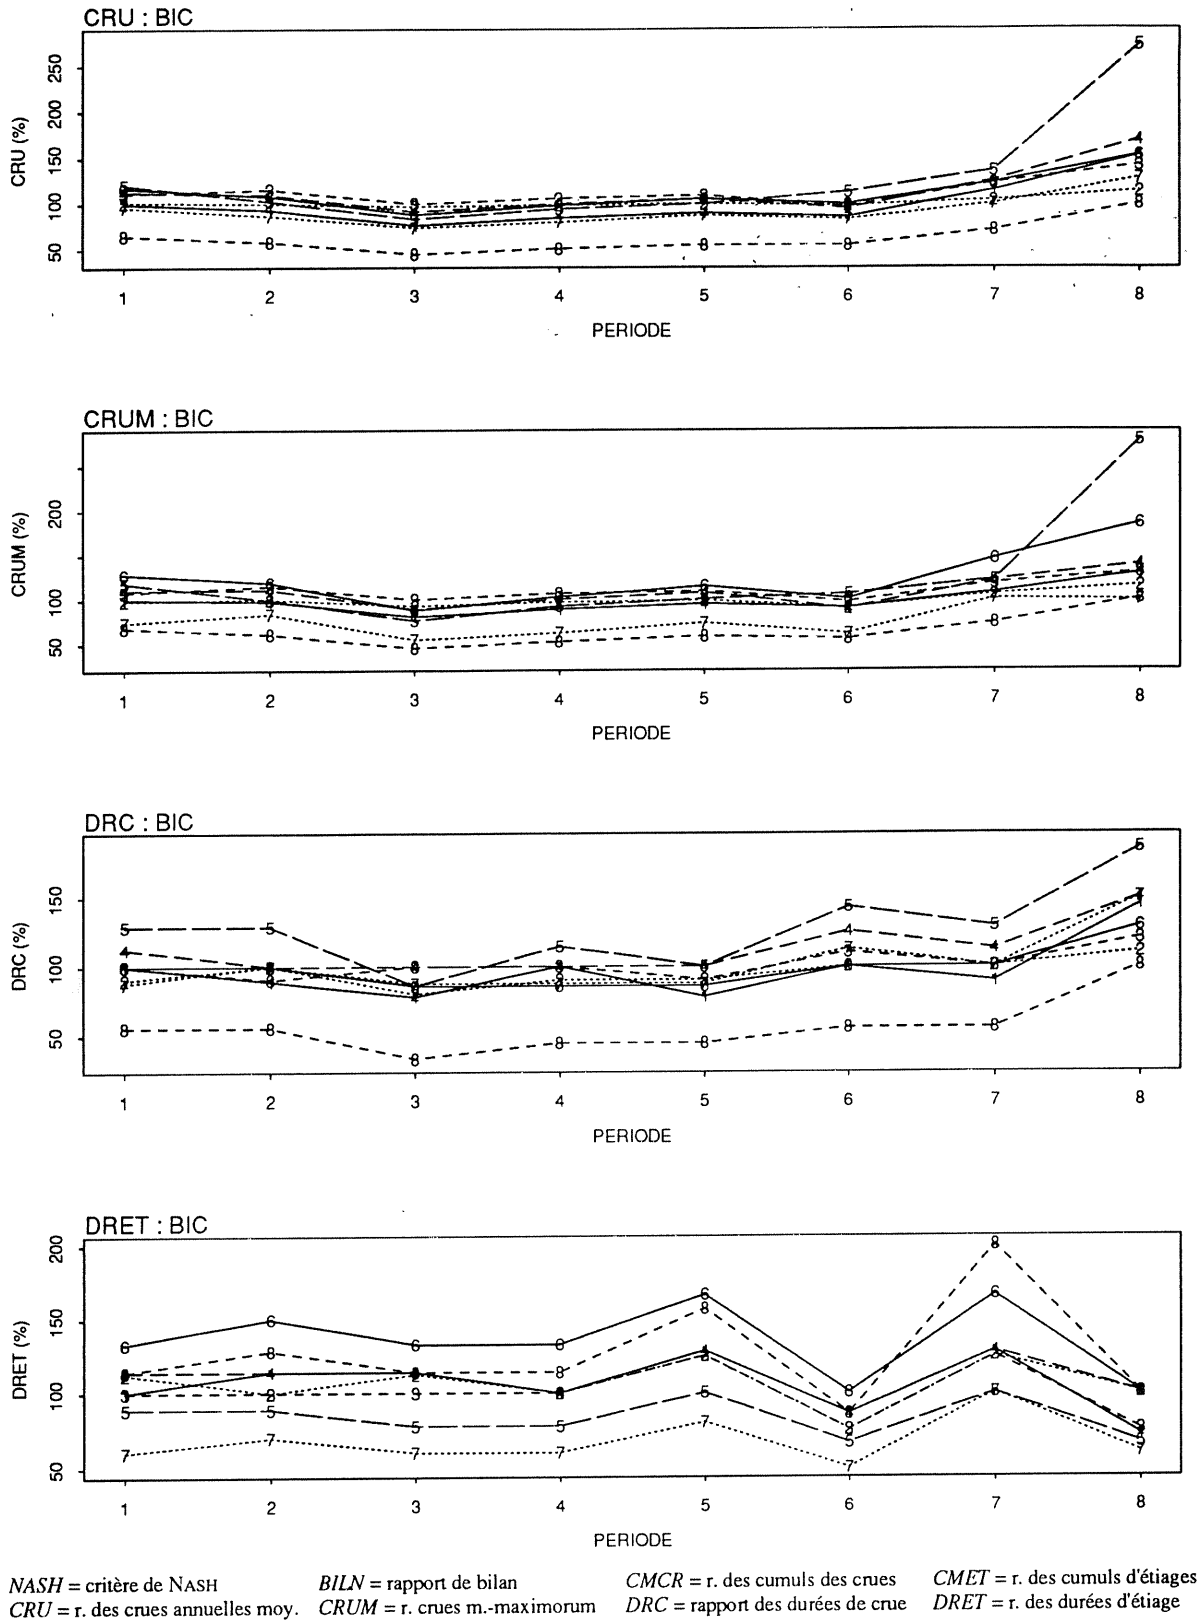 CRU : BIC
CRU (%)
50 100 150 200 250
1 2 3 4 5 6 7 8
PERIODE
CRUM : BIC
CRUM (%)
50 100 200
1 2 3 4 5 6 7 8
PERIODE
DRC : BIC
DRC (%)
50 100 150
1 2 3 4 5 6 7 8
PERIODE
DRET : BIC
DRET (%)
50 100 150 200
1 2 3 4 5 6 7 8
PERIODE
NASH = critère de NASH BILN = rapport de bilan CMCR = r. des cumuls des crues CMET = r. des cumuls d'étiages
CRU = r. des crues annuelles moy. CRUM = r. crues m.-maximorum DRC = rapport des durées de crue DRET = r. des durées d'étiage